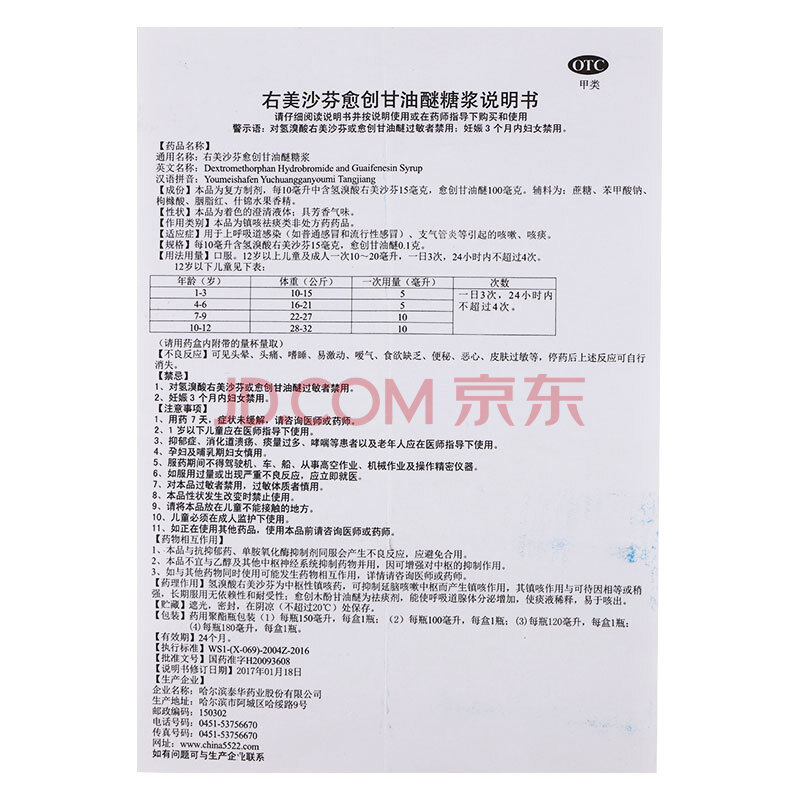 OTC
甲类
右美沙芬愈创甘油醚糖浆说明书
请仔细阅读说明书并按说明使用或在药师指导下购买和使用
警示语：对氢溴酸右美沙芬或愈创甘油醚过敏者禁用；妊娠3个月内妇女禁用。
【药品名称】
通用名称：右美沙芬愈创甘油醚糖浆
英文名称：Dextromethorphan Hydrobromide and Guaifenesin Syrup
汉语拼音：Youmeishafen Yuchuangganyoumi Tangjiang
【成份】本品为复方制剂，每10毫升中含氢溴酸右美沙芬15毫克，愈创甘油醚100毫克。辅料为：蔗糖、苯甲酸钠、
枸橼酸、胭脂红、什锦水果香精。
【性状】本品为着色的澄清液体；具芳香气味。
【作用类别】本品为镇咳祛痰类非处方药药品。
【适应症】用于上呼吸道感染（如普通感冒和流行性感冒）、支气管炎等引起的咳嗽、咳痰。
【规格】每10毫升含氢溴酸右美沙芬15毫克，愈创甘油醚0.1克。
【用法用量】口服。12岁以上儿童及成人一次10～20毫升，一日3次，24小时内不超过4次。
12岁以下儿童见下表：
年龄（岁） 体重（公斤） 一次用量（毫升） 次数
1-3 10-15 5 一日3次，24小时内
4-6 16-21 5 不超过4次。
7-9 22-27 10
10-12 28-32 10
（请用药盒内附带的量杯量取）
【不良反应】可见头晕、头痛、嗜睡、易激动、嗳气、食欲缺乏、便秘、恶心、皮肤过敏等，停药后上述反应可自行
消失。
【禁忌】
1、对氢溴酸右美沙芬或愈创甘油醚过敏者禁用。
2、妊娠3个月内妇女禁用。
【注意事项】
1、用药7天，症状未缓解，请咨询医师或药师。
2、1岁以下儿童应在医师指导下使用。
3、抑郁症、消化道溃疡、痰量过多、哮喘等患者以及老年人应在医师指导下使用。
4、孕妇及哺乳期妇女慎用。
5、服药期间不得驾驶机、车、船、从事高空作业、机械作业及操作精密仪器。
6、如服用过量或出现严重不良反应，应立即就医。
7、对本品过敏者禁用，过敏体质者慎用。
8、本品性状发生改变时禁止使用。
9、请将本品放在儿童不能接触的地方。
10、儿童必须在成人监护下使用。
11、如正在使用其他药品，使用本品前请咨询医师或药师。
【药物相互作用】
1、本品与抗抑郁药、单胺氧化酶抑制剂同服会产生不良反应，应避免合用。
2、本品不宜与乙醇及其他中枢神经系统抑制药物并用，因可增强对中枢的抑制作用。
3、如与其他药物同时使用可能发生药物相互作用，详情请咨询医师或药师。
【药理作用】氢溴酸右美沙芬为中枢性镇咳药，可抑制延脑咳嗽中枢而产生镇咳作用，其镇咳作用与可待因相等或稍
强，长期服用无依赖性和耐受性；愈创木酚甘油醚为祛痰剂，能使呼吸道腺体分泌增加，使痰液稀释，易于咳出。
【贮藏】遮光，密封，在阴凉（不超过20℃）处保存。
【包装】药用聚酯瓶包装（1）每瓶150毫升，每盒1瓶；（2）每瓶100毫升，每盒1瓶；（3）每瓶120毫升，每盒1瓶；
（4）每瓶180毫升，每盒1瓶。
【有效期】24个月。
【执行标准】WS1-(X-069)-2004Z-2016
【批准文号】国药准字H20093608
【说明书修订日期】2017年01月18日
【生产企业】
企业名称：哈尔滨泰华药业股份有限公司
生产地址：哈尔滨市阿城区哈绥路9号
邮政编码：150302
电话号码：0451-53756670
传真号码：0451-53756670
网址：www.china5522.com
如有问题可与生产企业联系
JD.COM 京东